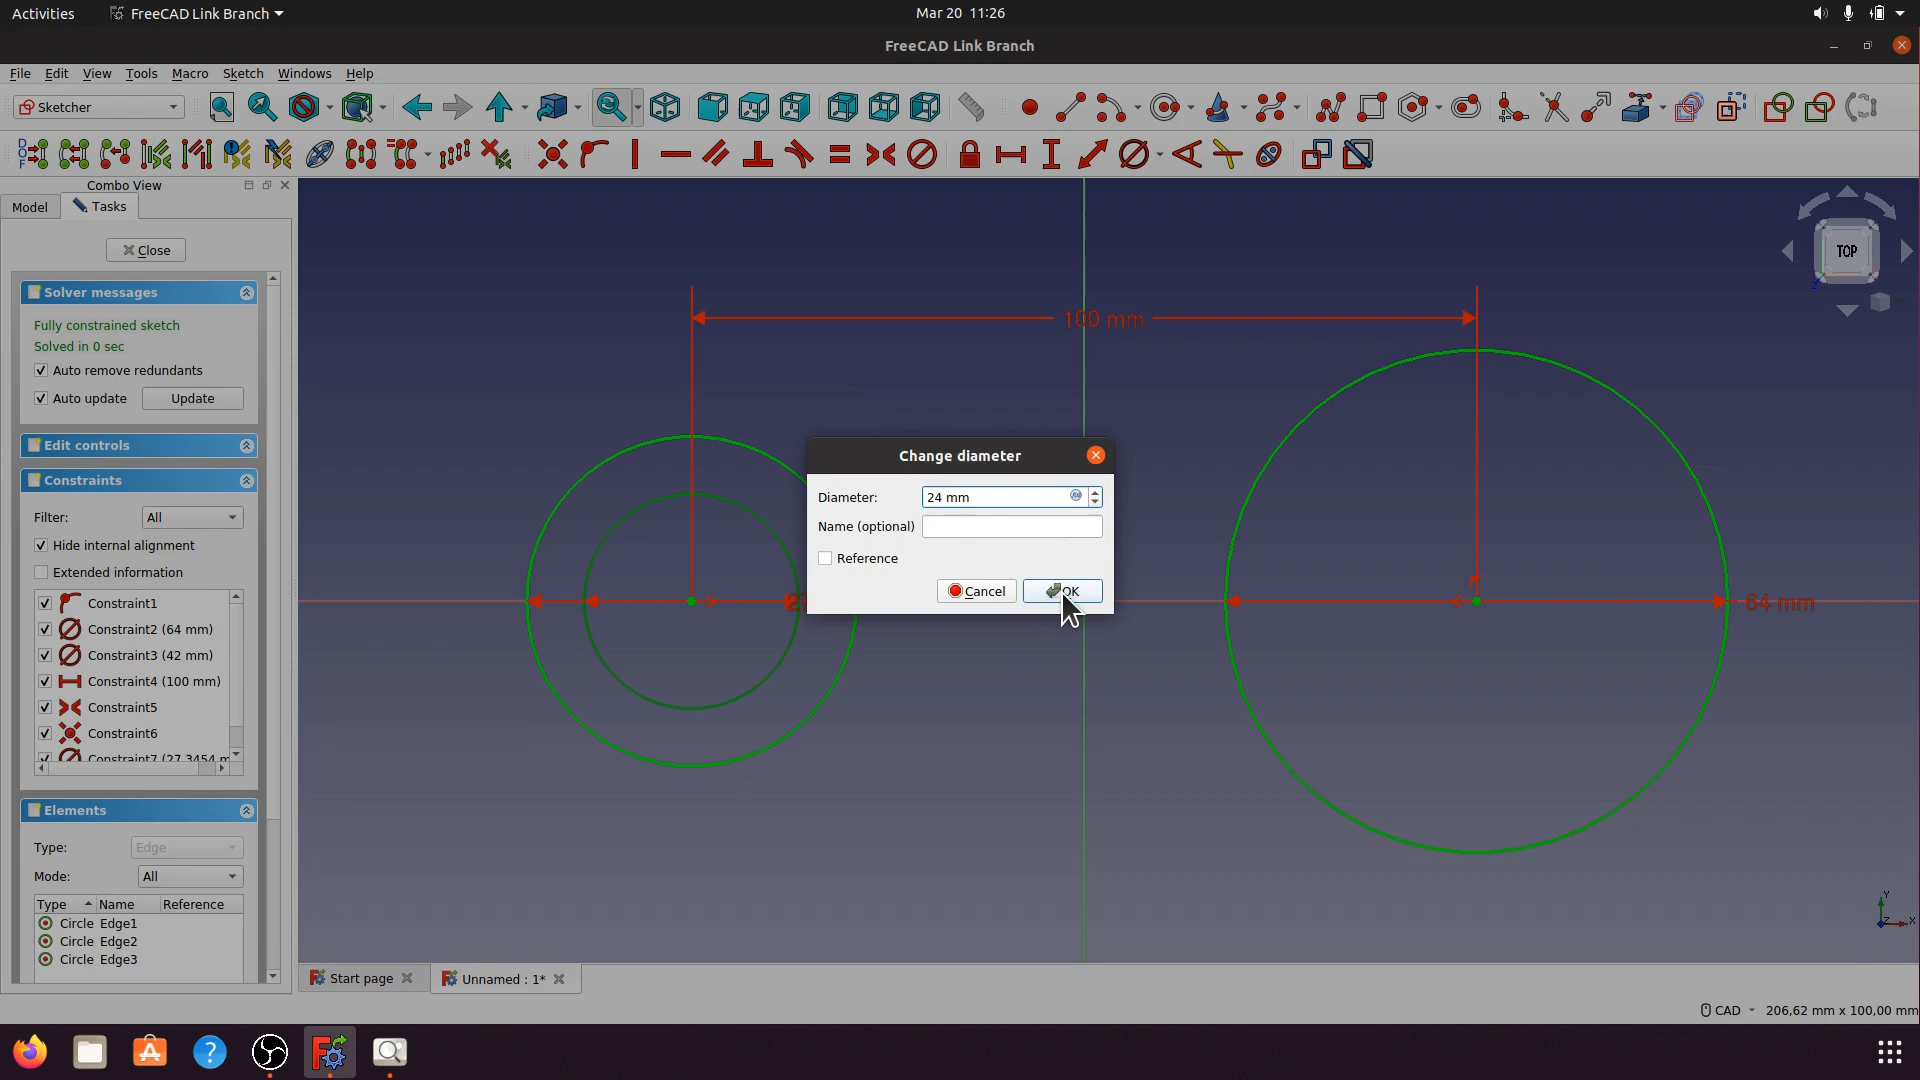 Activities
FreeCAD Link Branch
Mar 20 11:26
FreeCAD Link Branch
File Edit View Tools Macro Sketch Windows Help
Sketcher
Combo View
Model
Tasks
Close
Solver messages
Fully constrained sketch
Solved in 0 sec
Auto remove redundants
Auto update
Update
Edit controls
Constraints
Filter:
All
Hide internal alignment
Extended information
Constraint1
Constraint2 (64 mm)
Constraint3 (42 mm)
Constraint4 (100 mm)
Constraint5
Constraint6
Constraint7 (27,3454 m
Elements
Type:
Edge
Mode:
All
Type Name Reference
Circle Edge1
Circle Edge2
Circle Edge3
100 mm
64 mm
TOP
Z
Change diameter
Diameter:
24 mm
Name (optional)
Reference
Cancel
OK
Y
Z
X
Start page
Unnamed : 1*
CAD
206,62 mm x 100,00 mm